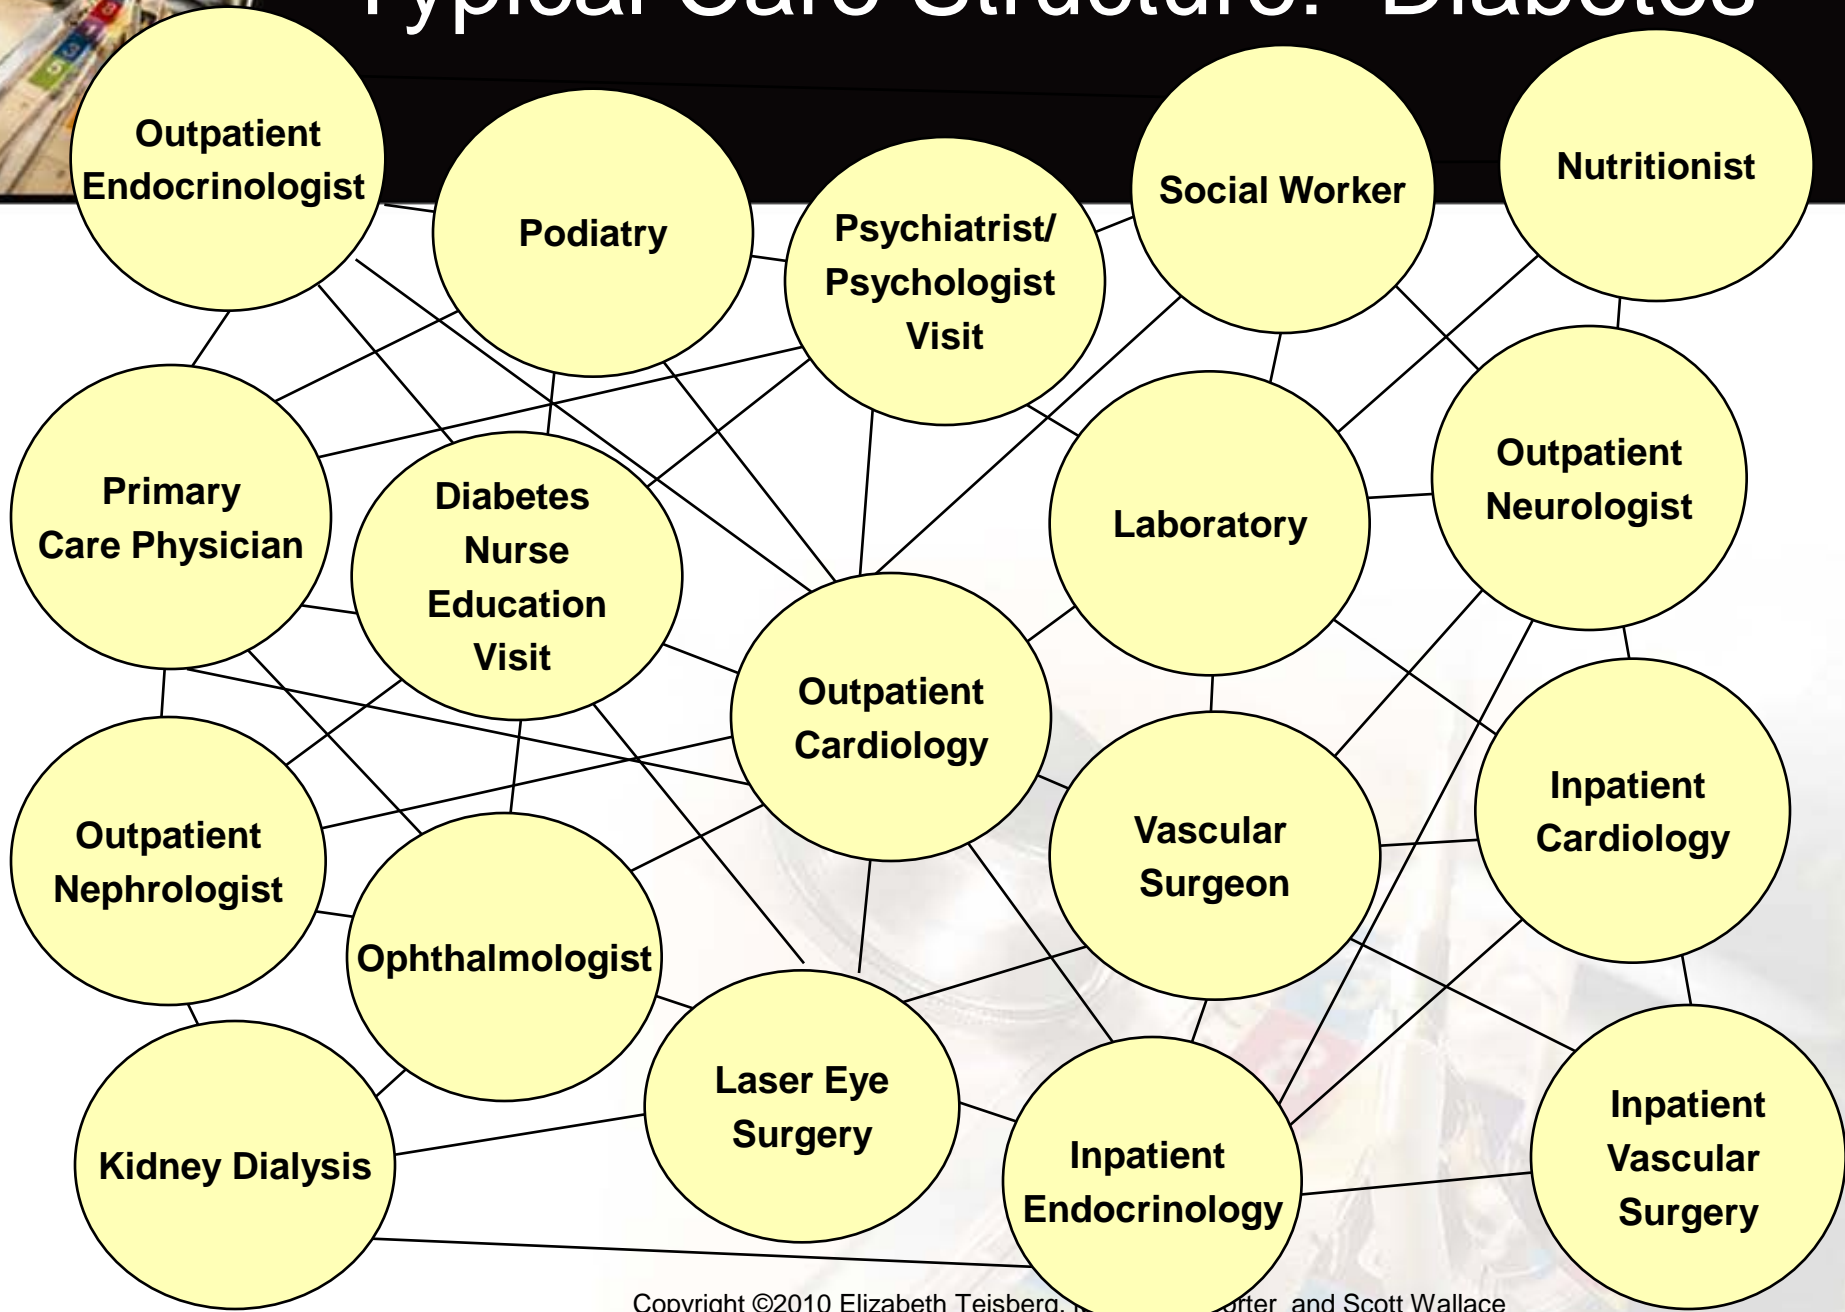 Typical Care Structure: Diabetes
Outpatient
Endocrinologist
Podiatry
Psychiatrist/
Psychologist
Visit
Social Worker
Nutritionist
Primary
Care Physician
Diabetes
Nurse
Education
Visit
Laboratory
Outpatient
Neurologist
Outpatient
Cardiology
Outpatient
Nephrologist
Ophthalmologist
Vascular
Surgeon
Inpatient
Cardiology
Kidney Dialysis
Laser Eye
Surgery
Inpatient
Endocrinology
Inpatient
Vascular
Surgery
Copyright ©2010 Elizabeth Teisberg, and Scott Wallace